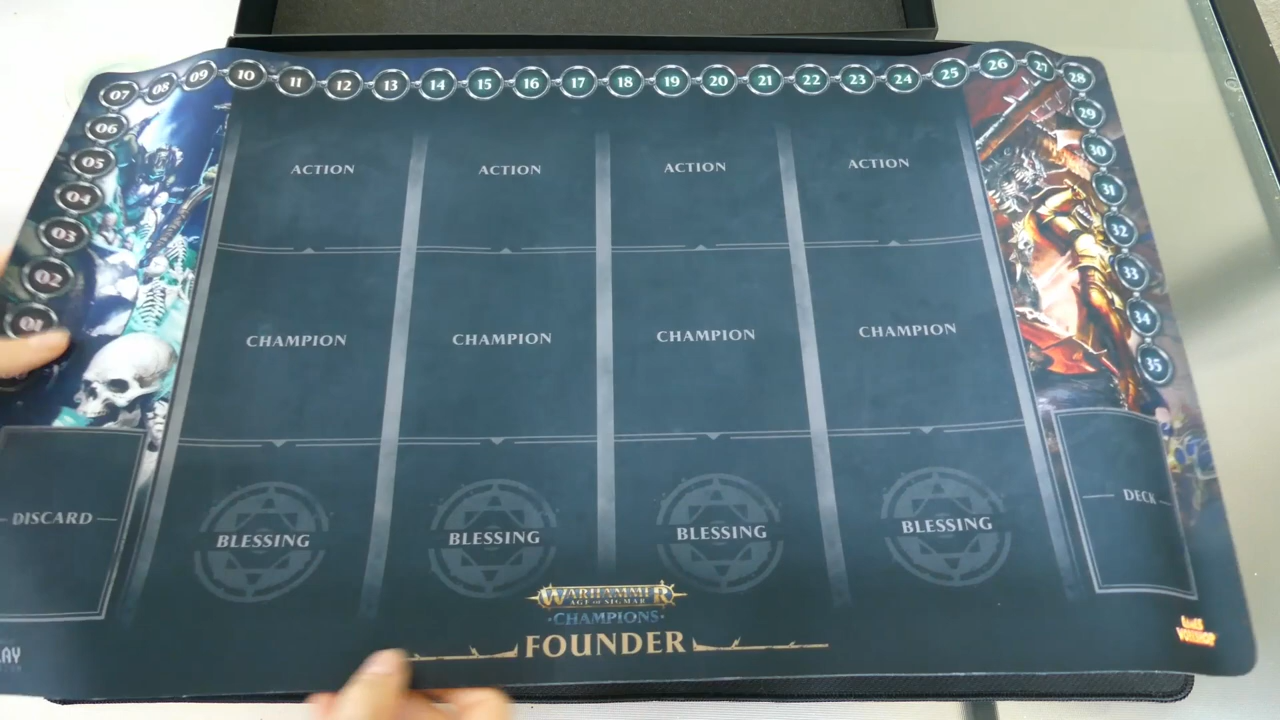 07 08 09 10 11 12 13 14 15 16 17 18 19 20 21 22 23 24 25 26 27 28
06
05
04
03
02
01
29
30
31
32
33
34
35
ACTION ACTION ACTION ACTION
CHAMPION CHAMPION CHAMPION CHAMPION
BLESSING BLESSING BLESSING BLESSING
DISCARD
DECK
WARHAMMER
AGE OF SIGMAR
·CHAMPIONS·
FOUNDER
AY